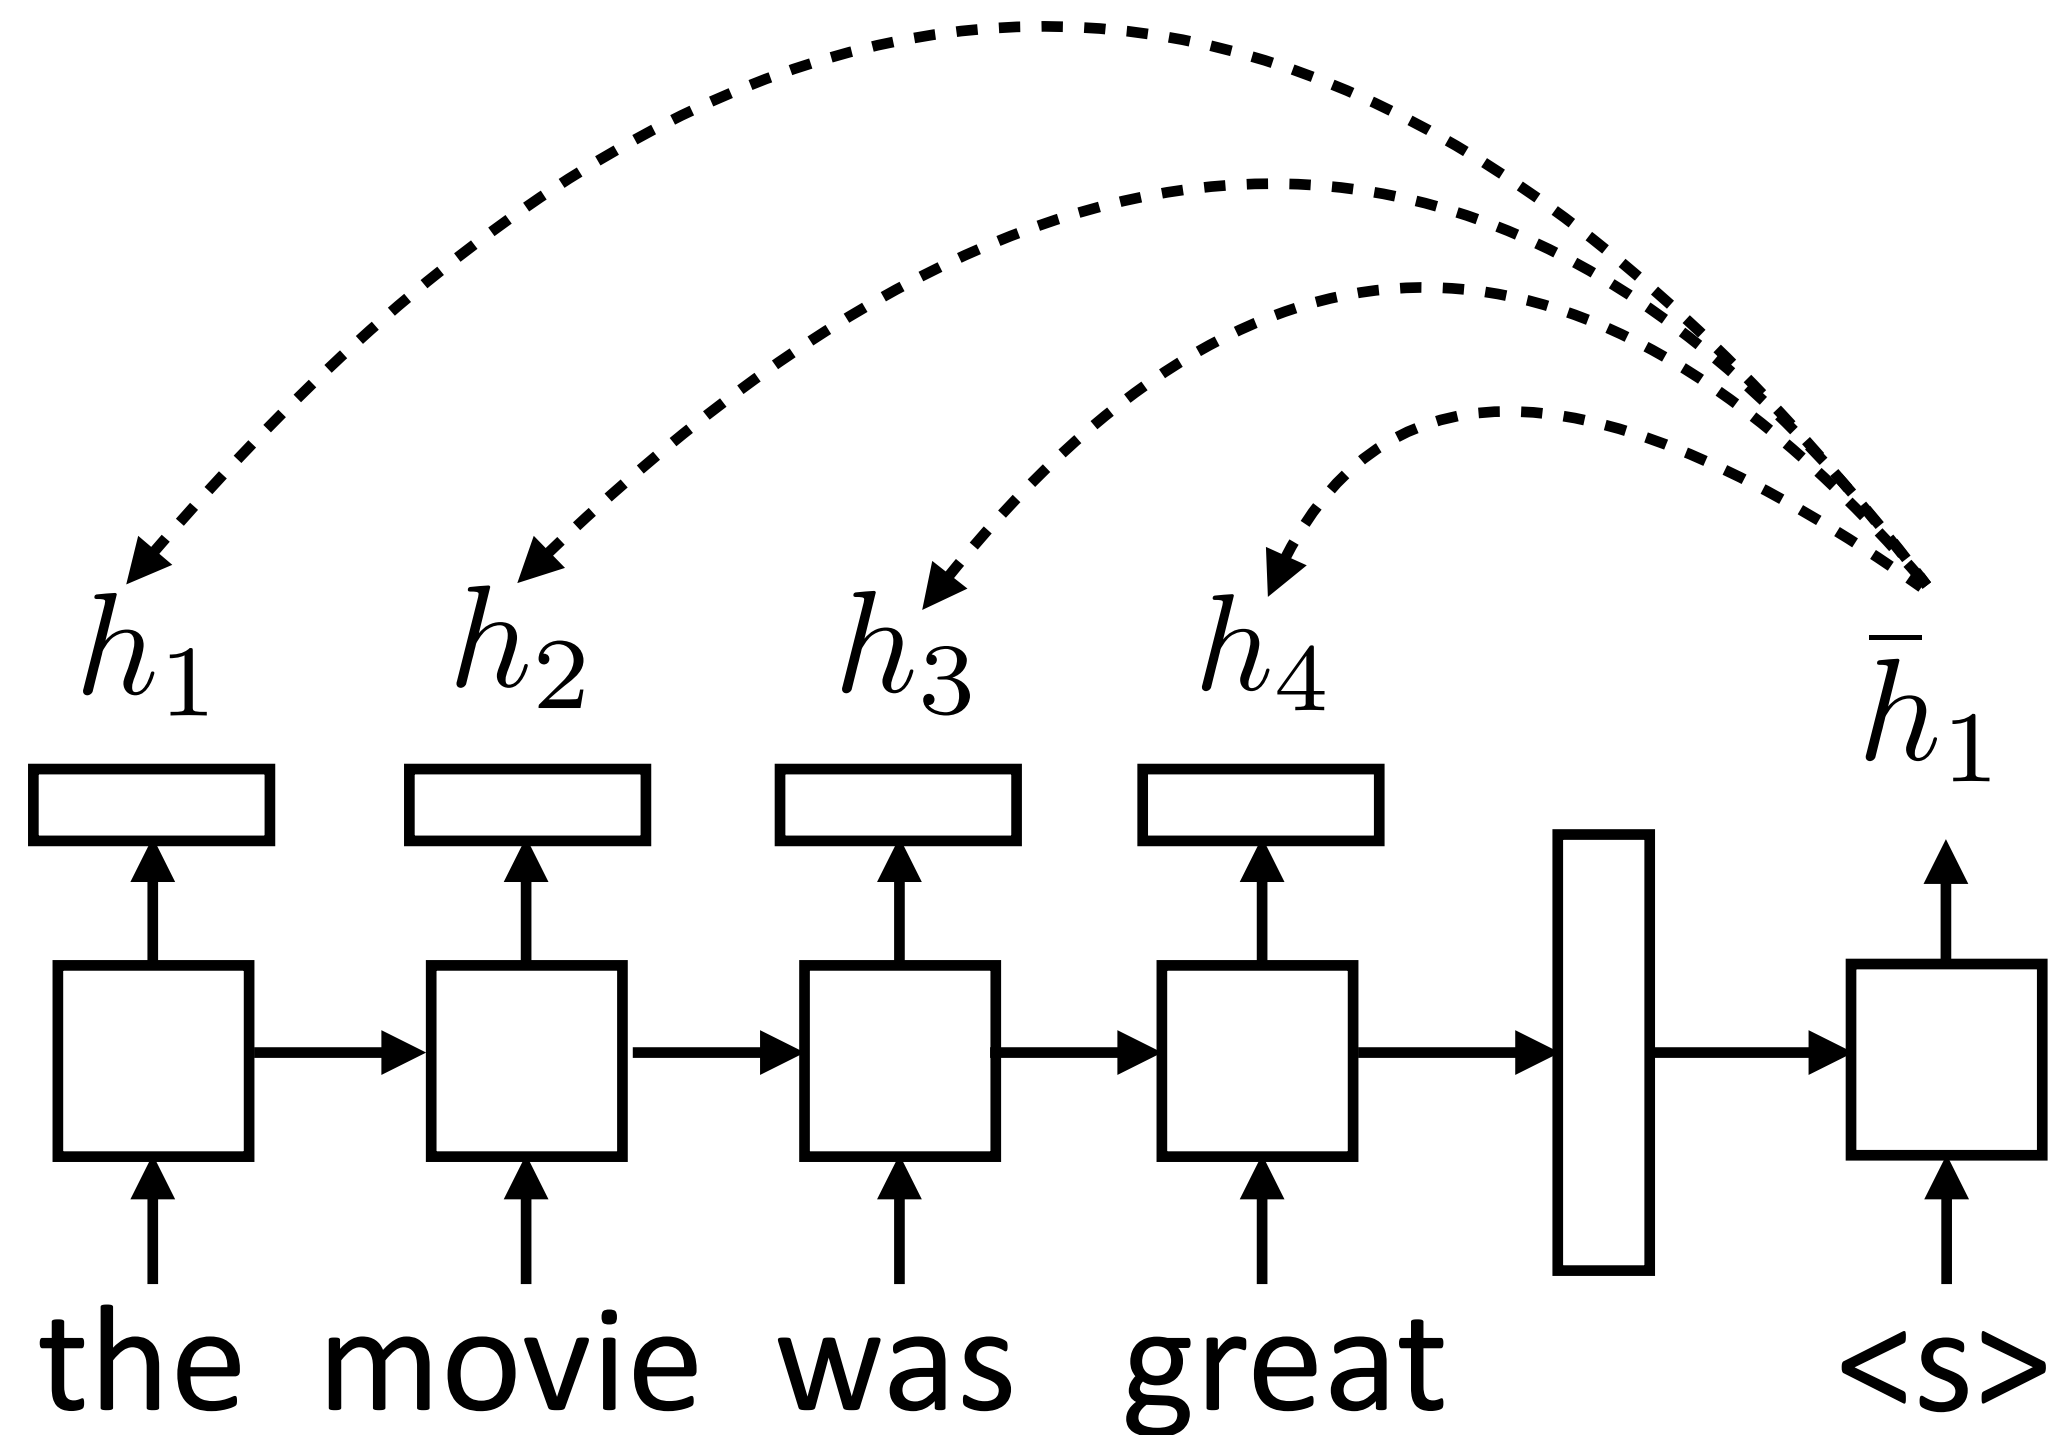 h₁ h₂ h₃ h₄ h̄₁
the movie was great <s>